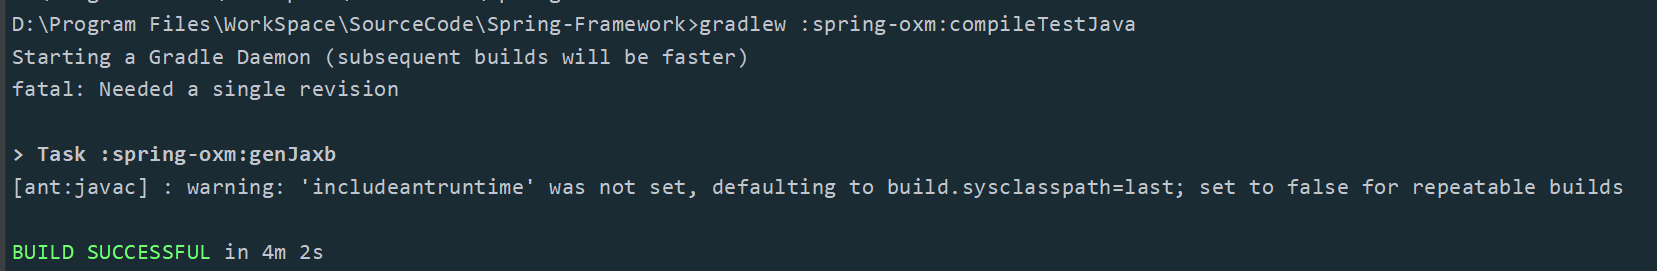 D:\Program Files\WorkSpace\SourceCode\Spring-Framework>gradlew :spring-oxm:compileTestJava
Starting a Gradle Daemon (subsequent builds will be faster)
fatal: Needed a single revision
> Task :spring-oxm:genJaxb
[ant:javac] : warning: 'includeantruntime' was not set, defaulting to build.sysclasspath=last; set to false for repeatable builds
BUILD SUCCESSFUL in 4m 2s